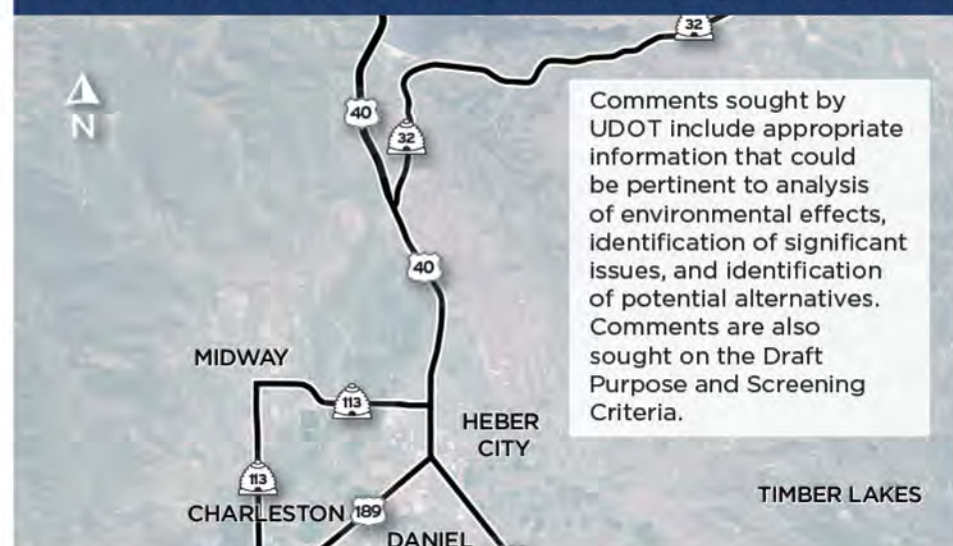 32
N
40
32
Comments sought by
UDOT include appropriate
information that could
be pertinent to analysis
of environmental effects,
identification of significant
issues, and identification
of potential alternatives.
Comments are also
sought on the Draft
Purpose and Screening
Criteria.
40
MIDWAY
113
HEBER
CITY
113
TIMBER LAKES
CHARLESTON
189
DANIEL